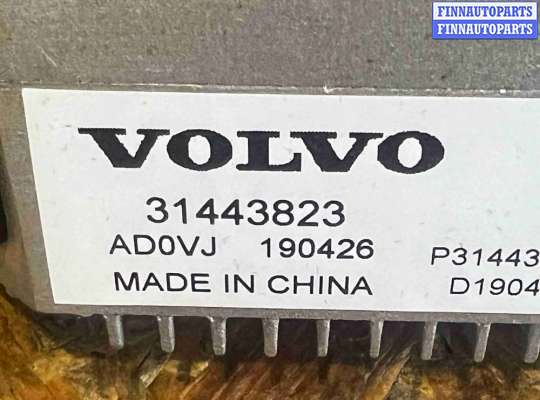 FINNAUTOPARTS
FINNAUTOPARTS
VOLVO
31443823
AD0VJ 190426 P31443
MADE IN CHINA D1904